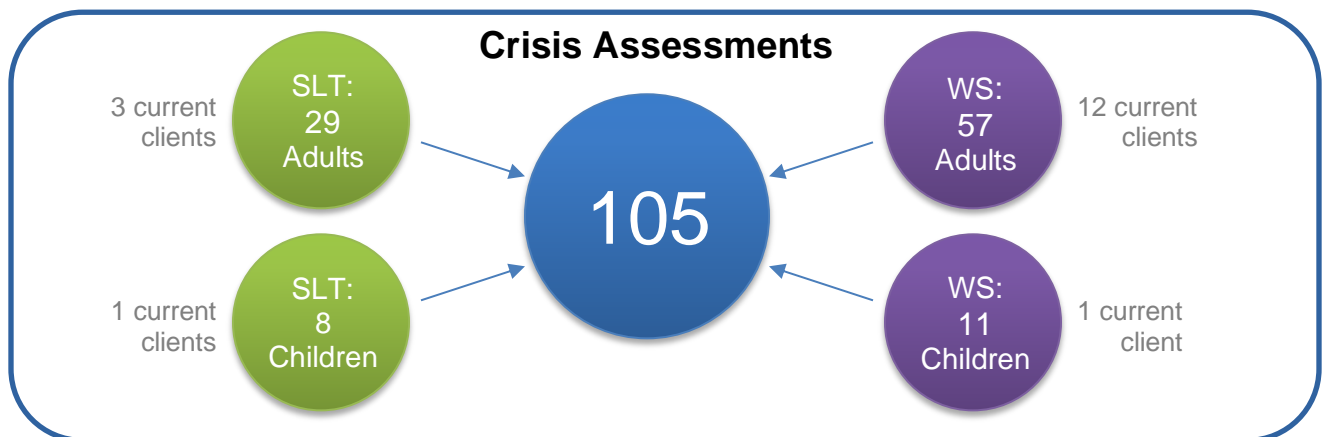 Crisis Assessments
3 current
clients
SLT:
29
Adults
1 current
clients
SLT:
8
Children
105
WS:
57
Adults
12 current
clients
WS:
11
Children
1 current
client